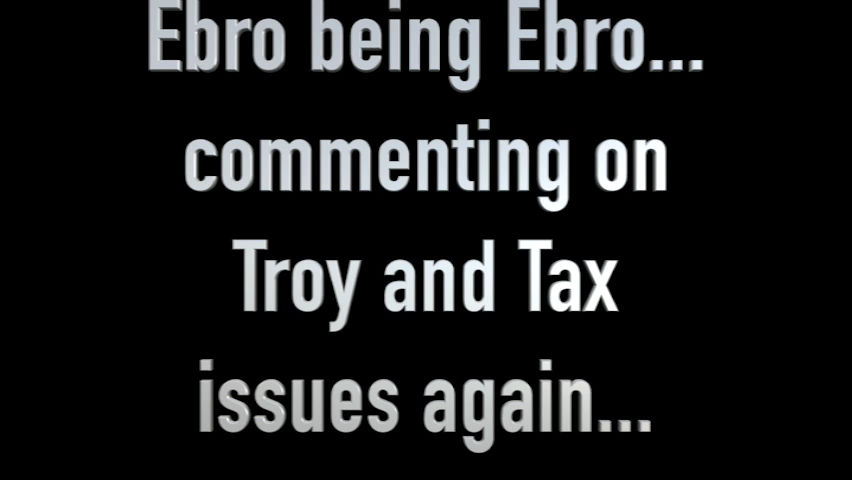 Ebro being Ebro...
commenting on
Troy and Tax
issues again...